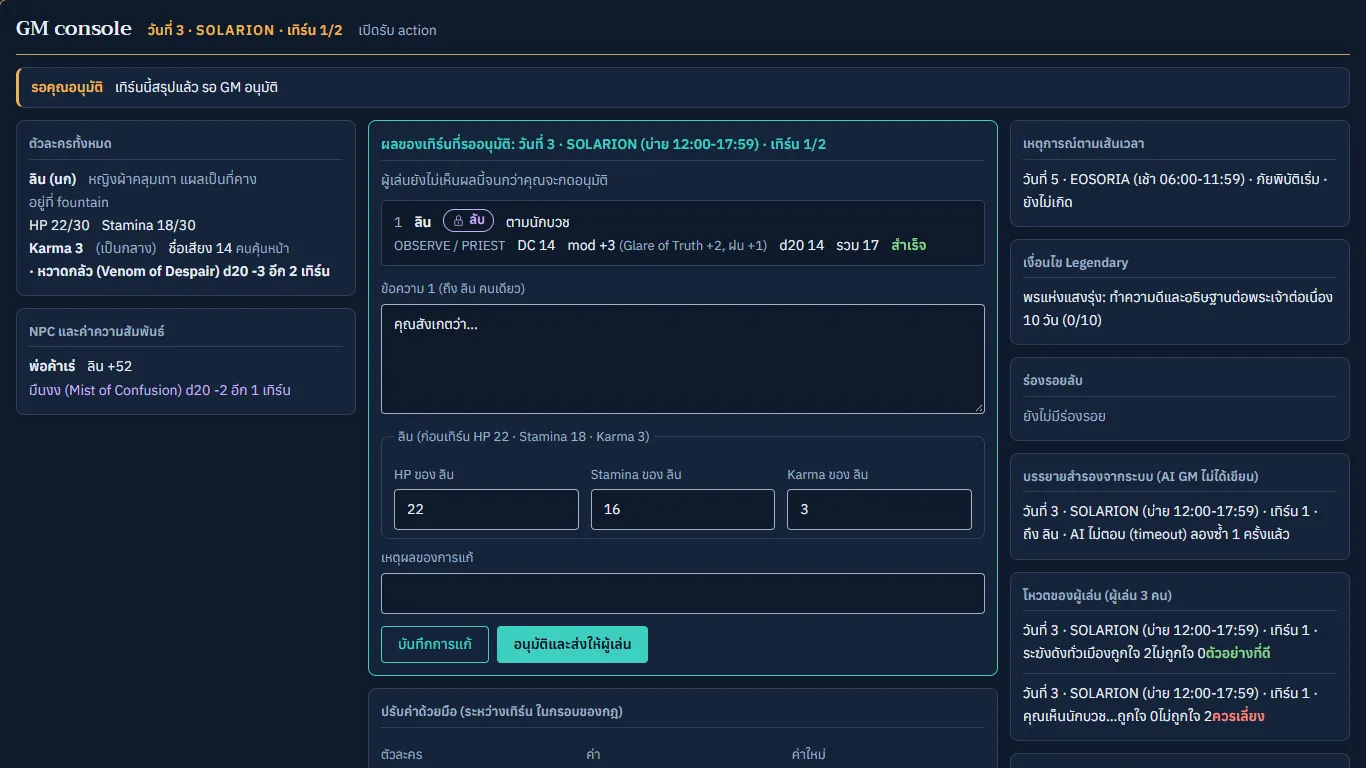 GM console วันที่ 3 · SOLARION · เทิร์น 1/2 เปิดรับ action
รอคุณอนุมัติ เทิร์นนี้สรุปแล้ว รอ GM อนุมัติ
ตัวละครทั้งหมด
ลิน (นก) หญิงผ้าคลุมเทา แผลเป็นที่คาง
อยู่ที่ fountain
HP 22/30 Stamina 18/30
Karma 3 (เป็นกลาง) ชื่อเสียง 14 คนคุ้นหน้า
· หวาดกลัว (Venom of Despair) d20 -3 อีก 2 เทิร์น
NPC และค่าความสัมพันธ์
พ่อค้าเร่ ลิน +52
มึนงง (Mist of Confusion) d20 -2 อีก 1 เทิร์น
ผลของเทิร์นที่รออนุมัติ: วันที่ 3 · SOLARION (บ่าย 12:00-17:59) · เทิร์น 1/2
ผู้เล่นยังไม่เห็นผลนี้จนกว่าคุณจะกดอนุมัติ
1 ลิน ลับ ตามนักบวช
OBSERVE / PRIEST DC 14 mod +3 (Glare of Truth +2, ฝน +1) d20 14 รวม 17 สำเร็จ
ข้อความ 1 (ถึง ลิน คนเดียว)
คุณสังเกตว่า...
ลิน (ก่อนเทิร์น HP 22 · Stamina 18 · Karma 3)
HP ของ ลิน Stamina ของ ลิน Karma ของ ลิน
22 16 3
เหตุผลของการแก้
บันทึกการแก้ อนุมัติและส่งให้ผู้เล่น
ปรับค่าด้วยมือ (ระหว่างเทิร์น ในกรอบของกฎ)
ตัวละคร ค่า ค่าใหม่
เหตุการณ์ตามเส้นเวลา
วันที่ 5 · EOSORIA (เช้า 06:00-11:59) · ภัยพิบัติเริ่ม ·
ยังไม่เกิด
เงื่อนไข Legendary
พรแห่งแสงรุ่ง: ทำความดีและอธิษฐานต่อพระเจ้าต่อเนื่อง
10 วัน (0/10)
ร่องรอยลับ
ยังไม่มีร่องรอย
บรรยายสำรองจากระบบ (AI GM ไม่ได้เขียน)
วันที่ 3 · SOLARION (บ่าย 12:00-17:59) · เทิร์น 1 ·
ถึง ลิน · AI ไม่ตอบ (timeout) ลองซ้ำ 1 ครั้งแล้ว
โหวตของผู้เล่น (ผู้เล่น 3 คน)
วันที่ 3 · SOLARION (บ่าย 12:00-17:59) · เทิร์น 1 ·
ระฆังดังทั่วเมืองถูกใจ 2ไม่ถูกใจ 0ตัวอย่างที่ดี
วันที่ 3 · SOLARION (บ่าย 12:00-17:59) · เทิร์น 1 ·
คุณเห็นนักบวช...ถูกใจ 0ไม่ถูกใจ 2ควรเลี่ยง